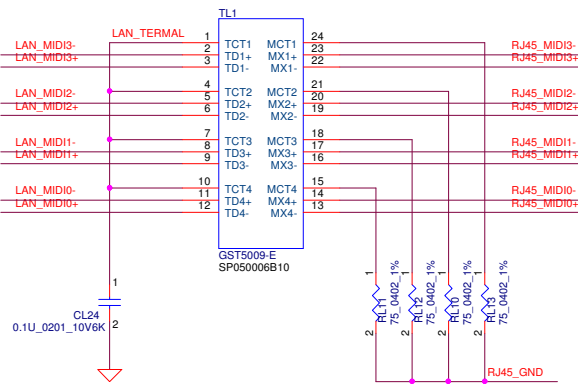 TL1
LAN_TERMAL
1 TCT1 MCT1 24
LAN_MIDI3- 2 TD1+ MX1+ 23 RJ45_MIDI3-
LAN_MIDI3+ 3 TD1- MX1- 22 RJ45_MIDI3+
4 TCT2 MCT2 21
LAN_MIDI2- 5 TD2+ MX2+ 20 RJ45_MIDI2-
LAN_MIDI2+ 6 TD2- MX2- 19 RJ45_MIDI2+
7 TCT3 MCT3 18
LAN_MIDI1- 8 TD3+ MX3+ 17 RJ45_MIDI1-
LAN_MIDI1+ 9 TD3- MX3- 16 RJ45_MIDI1+
10 TCT4 MCT4 15
LAN_MIDI0- 11 TD4+ MX4+ 14 RJ45_MIDI0-
LAN_MIDI0+ 12 TD4- MX4- 13 RJ45_MIDI0+
GST5009-E
SP050006B10
1
CL24
0.1U_0201_10V6K
2
1 RL11 2
75_0402_1%
1 RL12 2
75_0402_1%
1 RL10 2
75_0402_1%
1 RL13 2
75_0402_1%
RJ45_GND